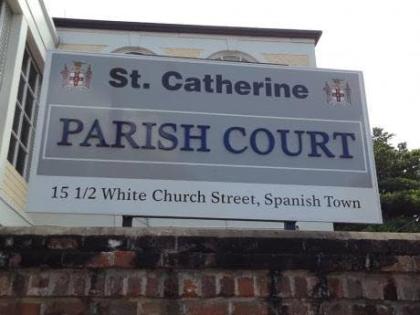 St. Catherine
PARISH COURT
15 1/2 White Church Street, Spanish Town